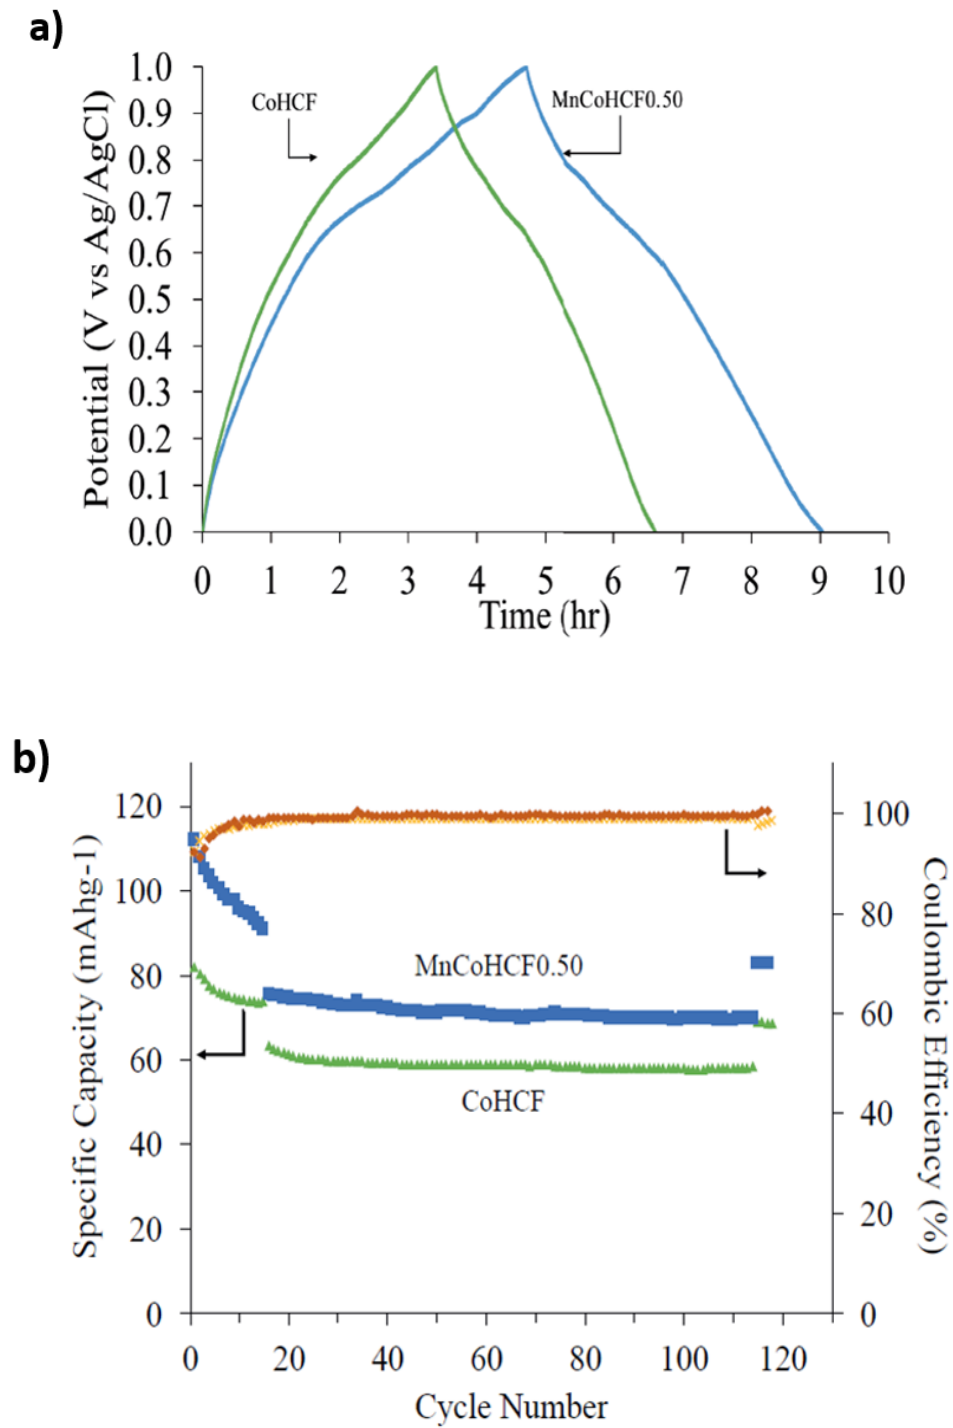 a)
1.0
0.9
0.8
0.7
0.6
0.5
0.4
0.3
0.2
0.1
0.0
Potential (V vs Ag/AgCl)
CoHCF
MnCoHCF0.50
0 1 2 3 4 5 6 7 8 9 10
Time (hr)
b)
120
100
80
60
40
20
0
Specific Capacity (mAhg-1)
MnCoHCF0.50
CoHCF
100
80
60
40
20
0
Coulombic Efficiency (%)
0 20 40 60 80 100 120
Cycle Number